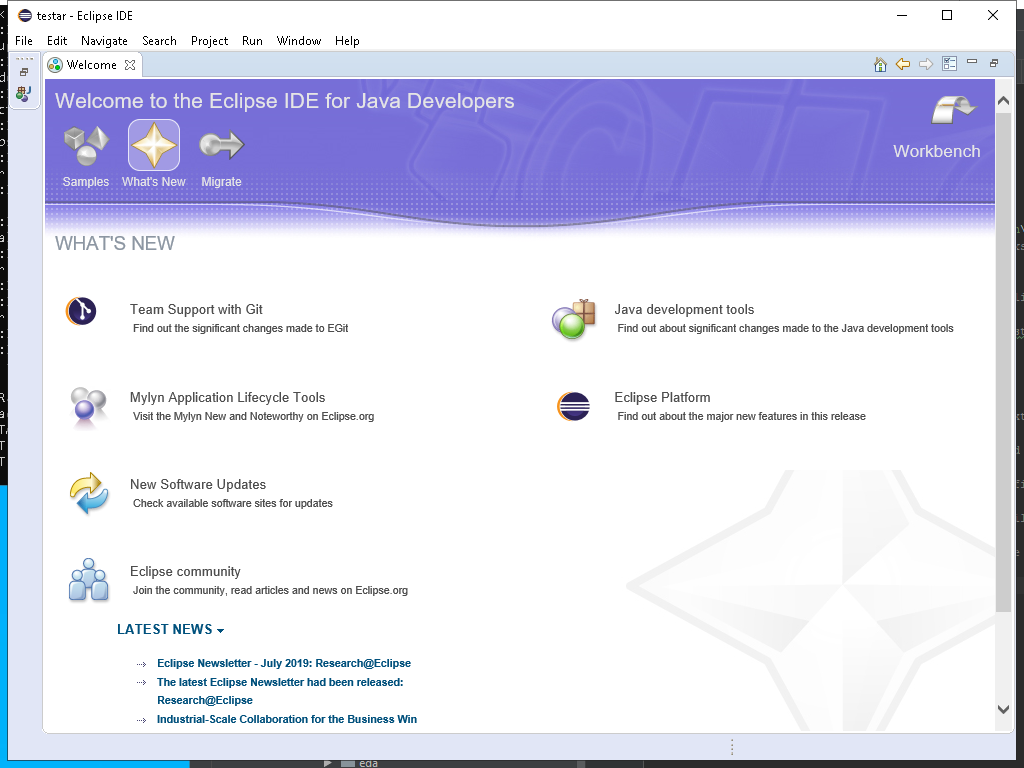 testar - Eclipse IDE
File Edit Navigate Search Project Run Window Help
Welcome
Welcome to the Eclipse IDE for Java Developers
Workbench
Samples What's New Migrate
WHAT'S NEW
Team Support with Git
Find out the significant changes made to EGit
Java development tools
Find out about significant changes made to the Java development tools
Mylyn Application Lifecycle Tools
Visit the Mylyn New and Noteworthy on Eclipse.org
Eclipse Platform
Find out about the major new features in this release
New Software Updates
Check available software sites for updates
Eclipse community
Join the community, read articles and news on Eclipse.org
LATEST NEWS
Eclipse Newsletter - July 2019: Research@Eclipse
The latest Eclipse Newsletter had been released:
Research@Eclipse
Industrial-Scale Collaboration for the Business Win
eda